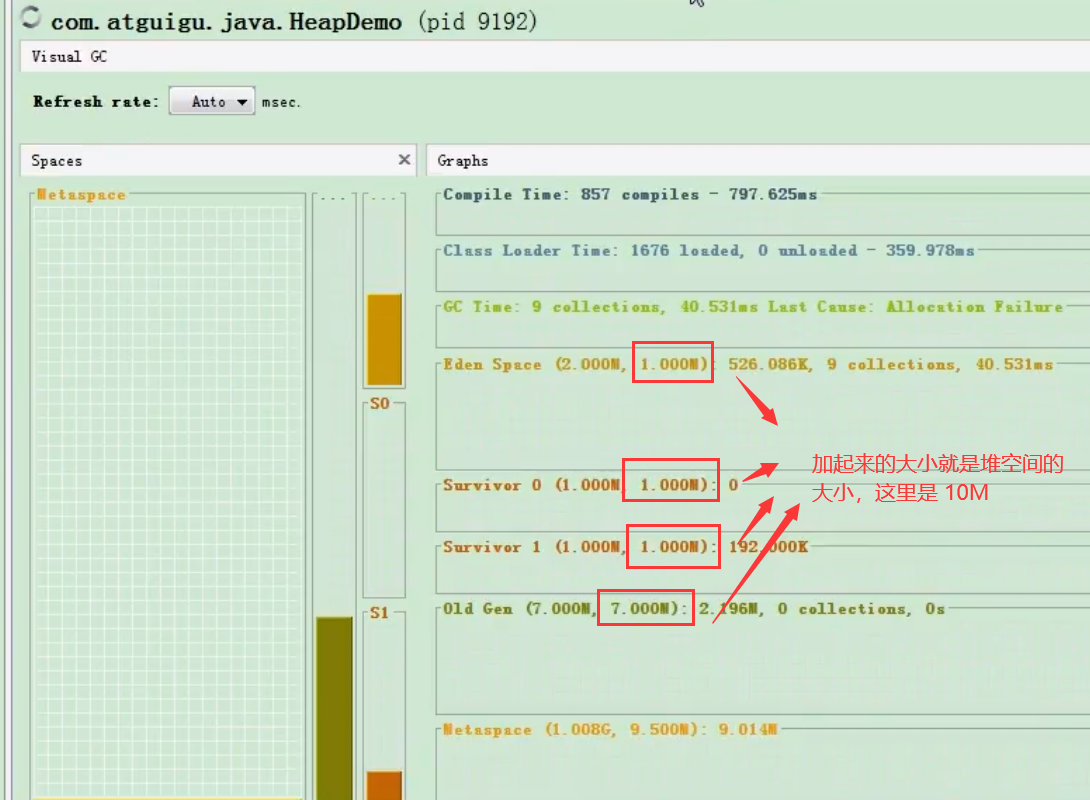 com.atguigu.java.HeapDemo (pid 9192)
Visual GC
Refresh rate: Auto msec.
Spaces
Graphs
Metaspace
...
...
S0
S1
Compile Time: 857 compiles - 797.625ms
Class Loader Time: 1676 loaded, 0 unloaded - 359.978ms
GC Time: 9 collections, 40.531ms Last Cause: Allocation Failure
Eden Space (2.000M, 1.000M): 526.086K, 9 collections, 40.531ms
Survivor 0 (1.000M, 1.000M): 0
Survivor 1 (1.000M, 1.000M): 192.000K
Old Gen (7.000M, 7.000M): 2.196M, 0 collections, 0s
Metaspace (1.008G, 9.500M): 9.014M
加起来的大小就是堆空间的
大小，这里是 10M